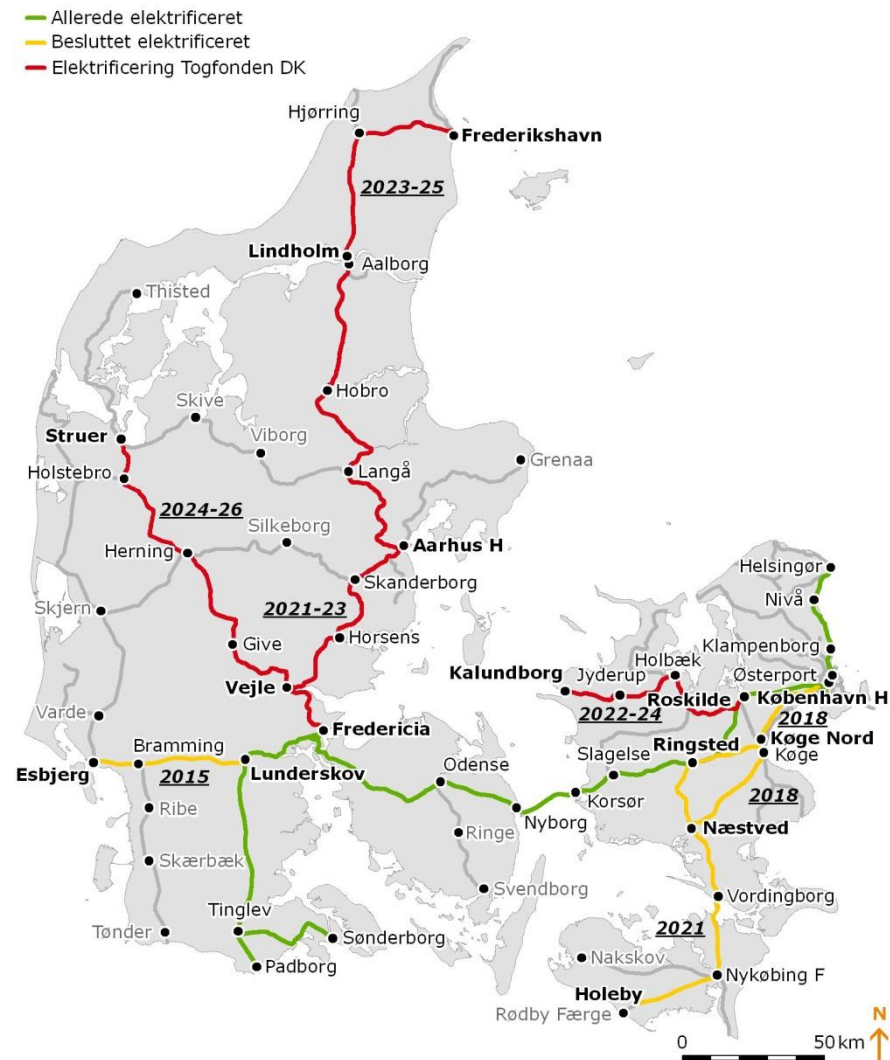 Allerede elektrificeret
Besluttet elektrificeret
Elektrificering Togfonden DK
Hjørring
Frederikshavn
2023-25
Lindholm
Aalborg
Thisted
Hobro
Skive
Struer
Viborg
Grenaa
Holstebro
Langå
2024-26
Silkeborg
Aarhus H
Herning
Helsingør
Skanderborg
Nivå
Skjern
2021-23
Give
Horsens
Klampenborg
Holbæk
Kalundborg
Jyderup
Østerport
Vejle
Roskilde
København H
2022-24
2018
Varde
Fredericia
Køge Nord
Bramming
Ringsted
Køge
Esbjerg
2015
Lunderskov
Odense
Slagelse
Korsør
2018
Ribe
Nyborg
Ringe
Næstved
Skærbæk
Svendborg
Vordingborg
Tinglev
2021
Tønder
Sønderborg
Nakskov
Padborg
Nykøbing F
Holeby
Rødby Færge
N
0 50 km